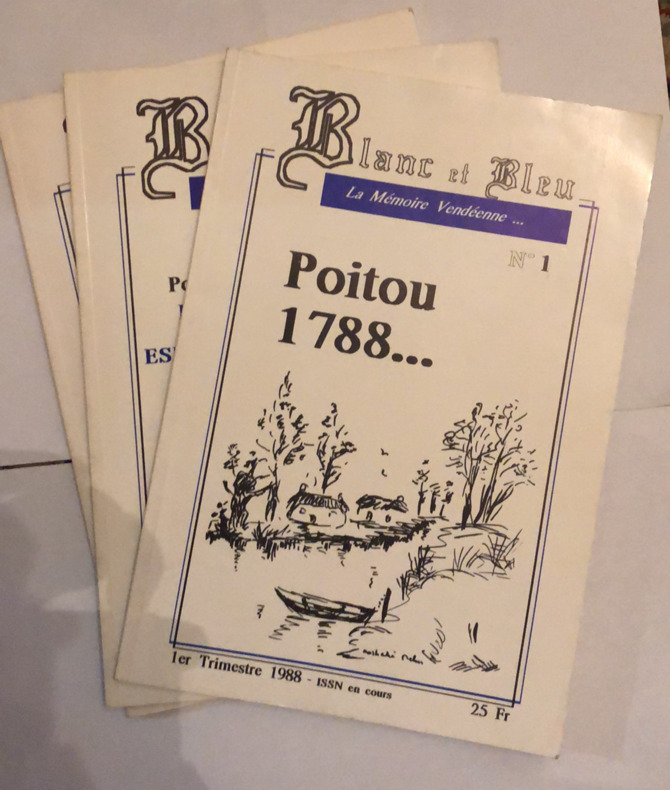 Blanc et Bleu
La Mémoire Vendéenne ...
N° 1
Poitou
1788...
1er Trimestre 1988 - ISSN en cours
25 Fr
B